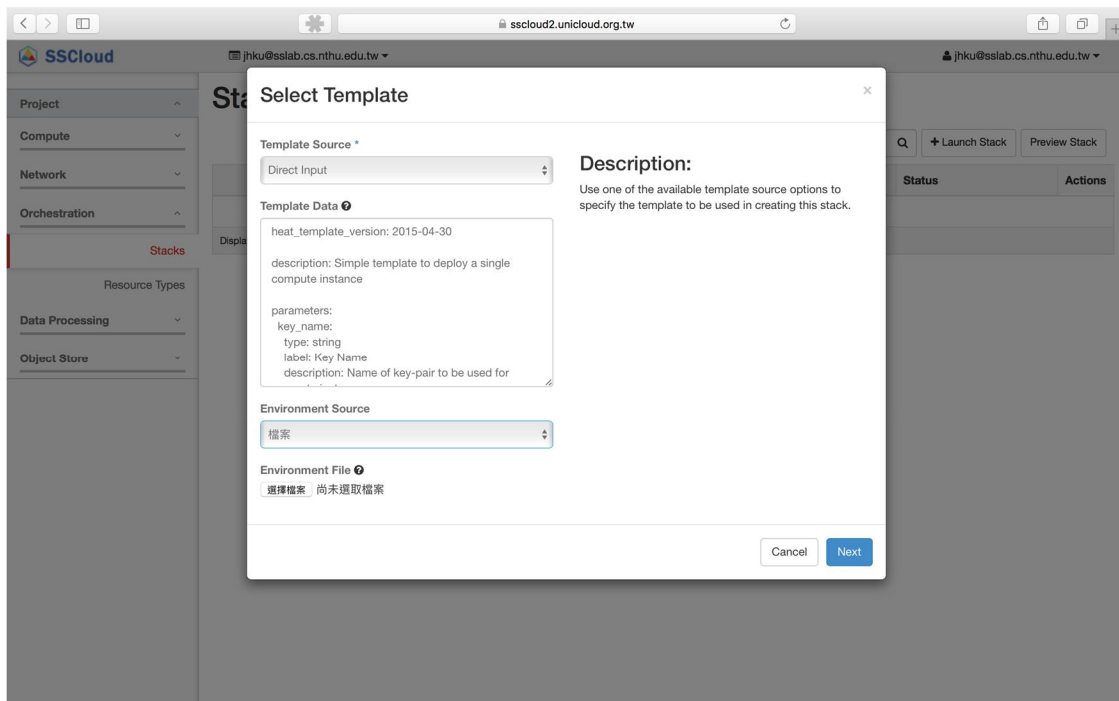 sscloud2.unicloud.org.tw
SSCloud
jhku@sslab.cs.nthu.edu.tw
jhku@sslab.cs.nthu.edu.tw
Project
Compute
Network
Orchestration
Stacks
Resource Types
Data Processing
Object Store
Sta
+ Launch Stack
Preview Stack
Status
Actions
Displa
Select Template
×
Template Source *
Direct Input
Template Data
heat_template_version: 2015-04-30
description: Simple template to deploy a single
compute instance
parameters:
key_name:
type: string
label: Key Name
description: Name of key-pair to be used for
Environment Source
檔案
Environment File
選擇檔案 尚未選取檔案
Description:
Use one of the available template source options to
specify the template to be used in creating this stack.
Cancel
Next